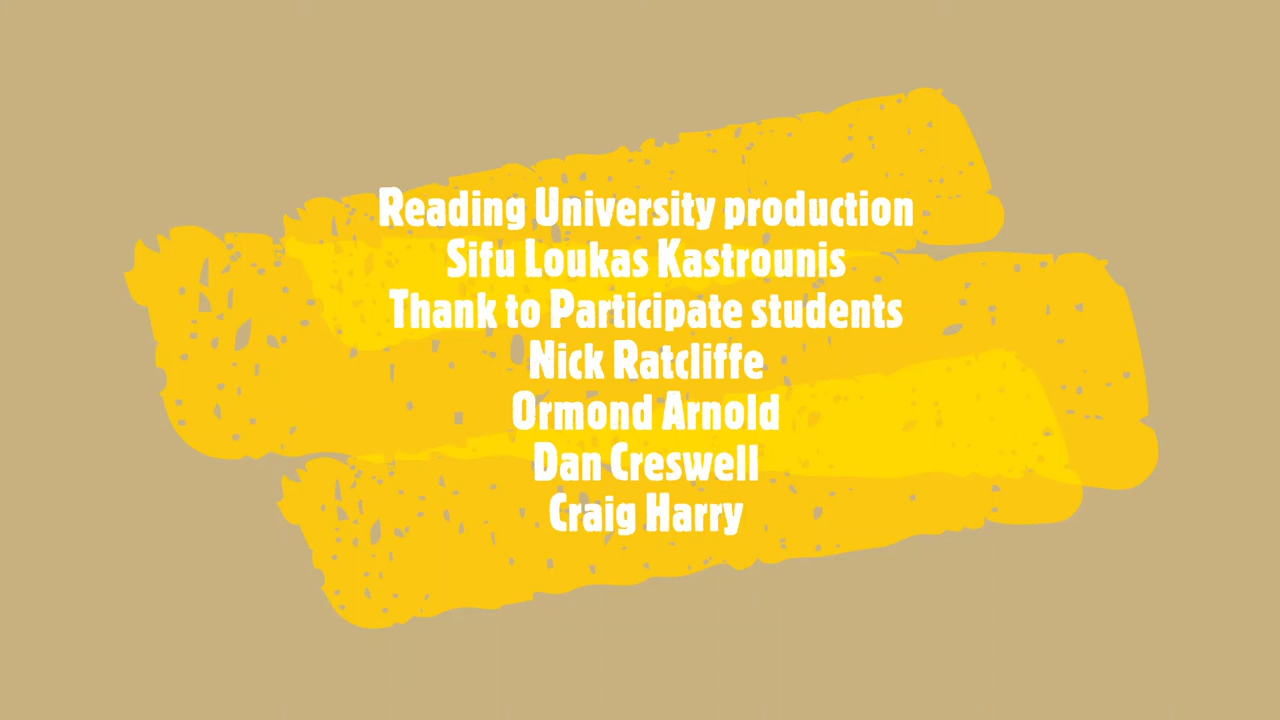 Reading University production
Sifu Loukas Kastrounis
Thank to Participate students
Nick Ratcliffe
Ormond Arnold
Dan Creswell
Craig Harry